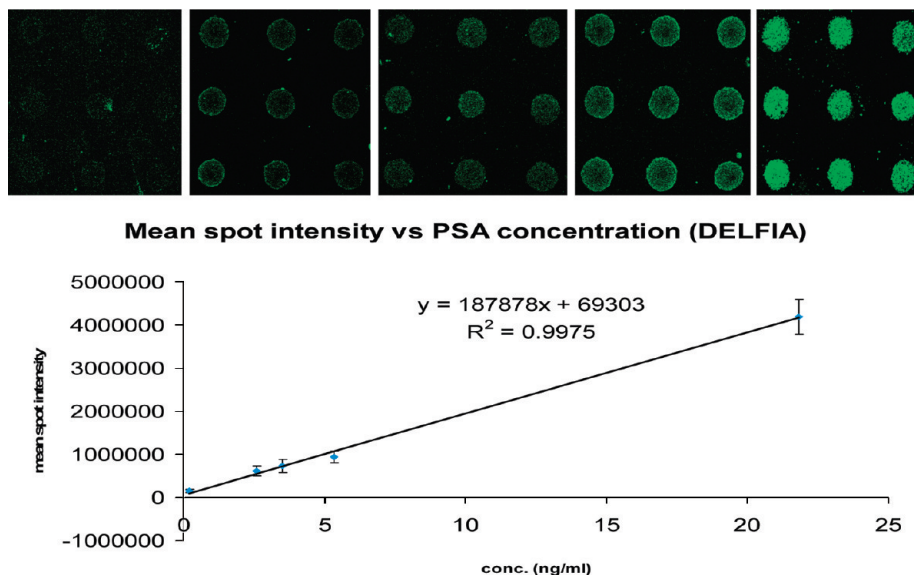 Mean spot intensity vs PSA concentration (DELFIA)
5000000
4000000
3000000
2000000
1000000
0
-1000000
mean spot intensity
y = 187878x + 69303
R² = 0.9975
0 5 10 15 20 25
conc. (ng/ml)